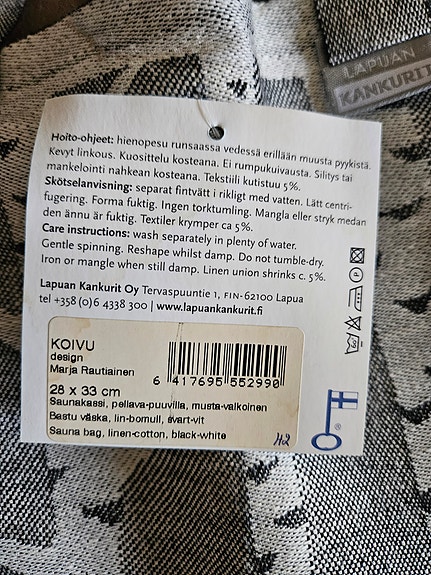 LAPUAN
KANKURIT
Hoito-ohjeet: hienopesu runsaassa vedessä erillään muusta pyykistä.
Kevyt linkous. Kuosittelu kosteana. Ei rumpukuivausta. Silitys tai
mankelointi nahkean kosteana. Tekstiili kutistuu 5%.
Skötselanvisning: separat fintvätt i rikligt med vatten. Lätt centri-
fugering. Forma fuktig. Ingen torktumling. Mangla eller stryk medan
den ännu är fuktig. Textiler krymper ca 5%.
Care instructions: wash separately in plenty of water.
Gentle spinning. Reshape whilst damp. Do not tumble-dry.
Iron or mangle when still damp. Linen union shrinks c. 5%.
Lapuan Kankurit Oy Tervaspuuntie 1, FIN-62100 Lapua
tel +358 (0)6 4338 300 | www.lapuankankurit.fi
KOIVU
design
Marja Rautiainen
6 417695 552990
28 x 33 cm
Saunakassi, pellava-puuvilla, musta-valkoinen
Bastu väska, lin-bomull, svart-vit
Sauna bag, linen-cotton, black-white
42
P
60
®